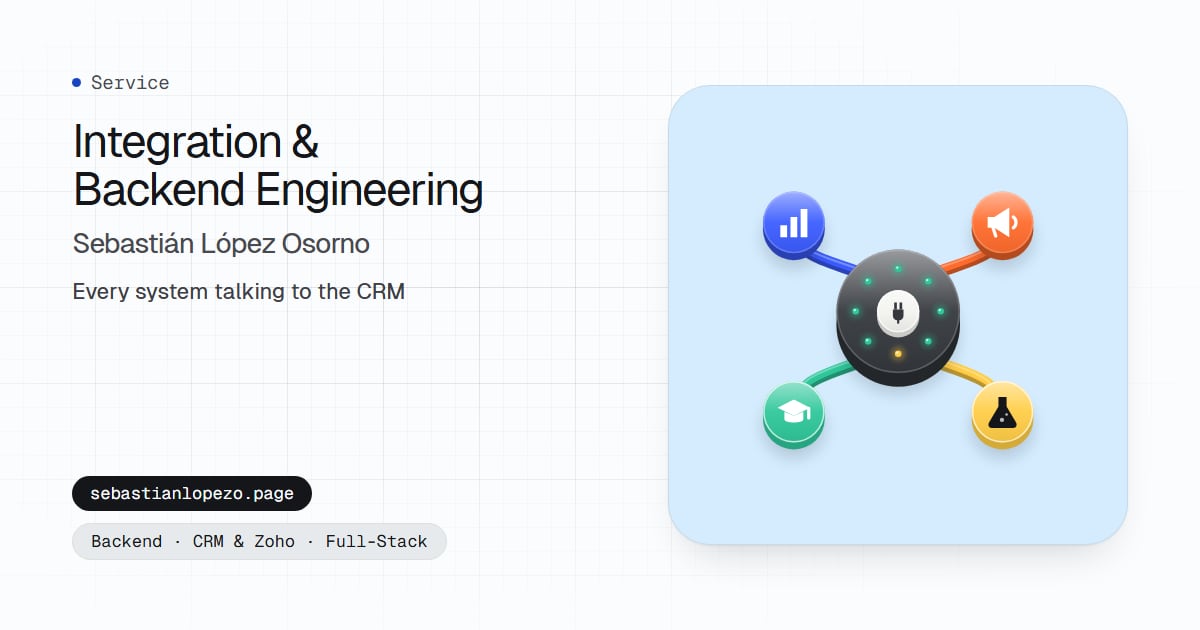 Service
Integration &
Backend Engineering
Sebastián López Osorno
Every system talking to the CRM
sebastianlopezo.page
Backend · CRM & Zoho · Full-Stack